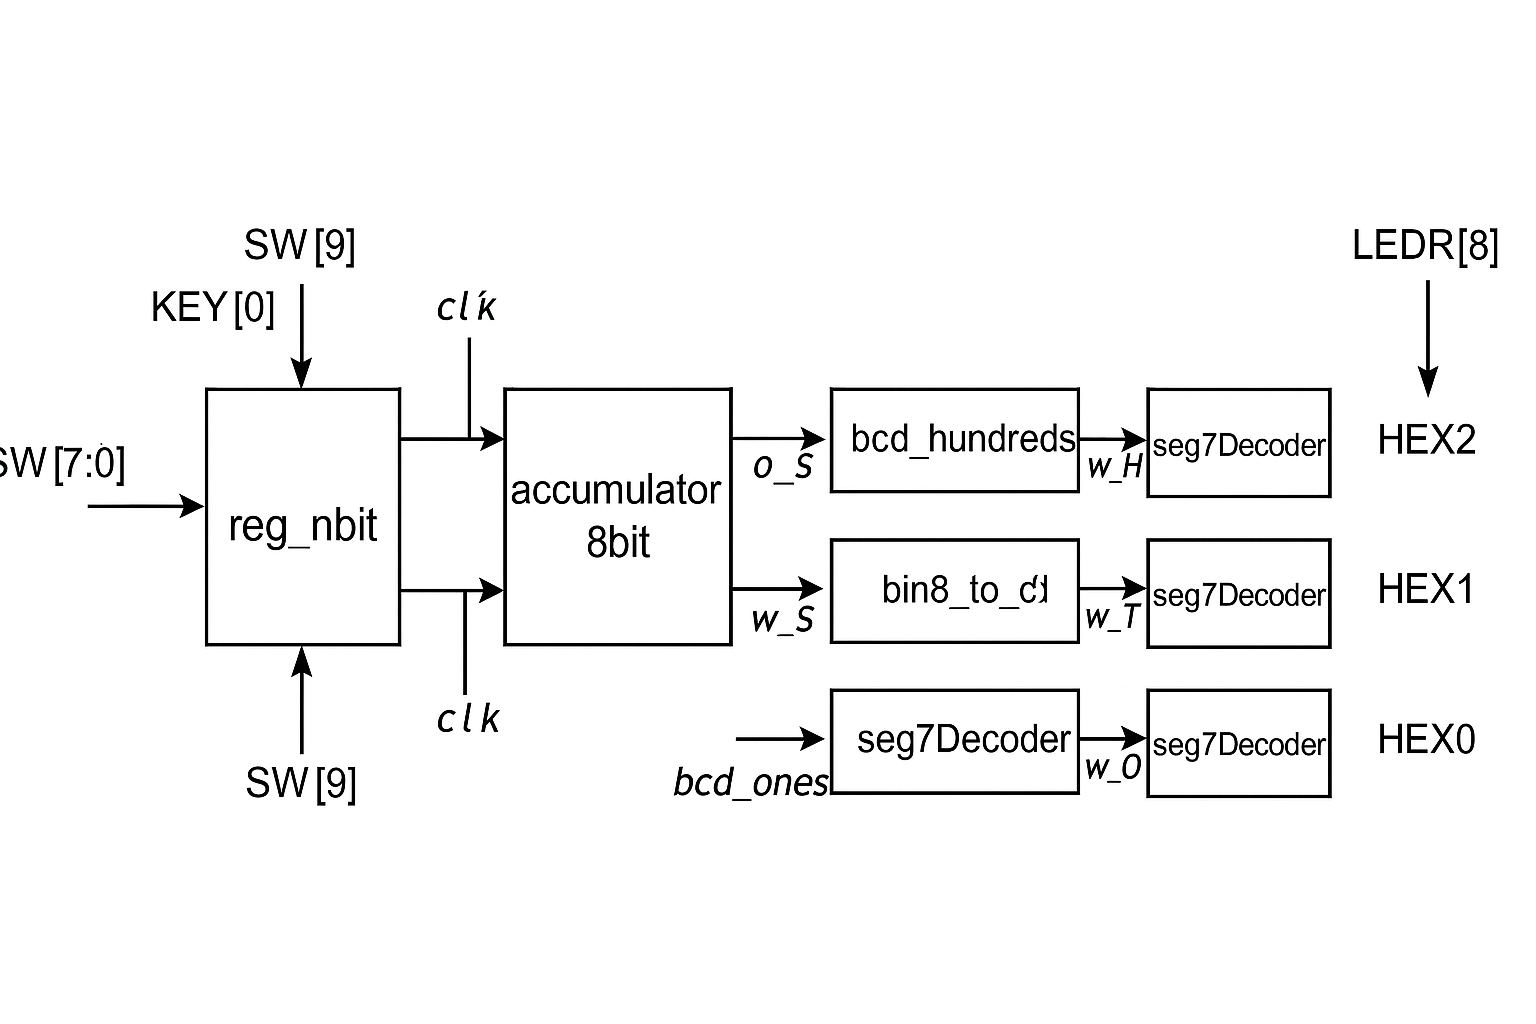 SW[9]
LEDR[8]
KEY[0]
clk
SW[7:0]
reg_nbit
accumulator
8bit
o_S
bcd_hundreds
w_H
seg7Decoder
HEX2
w_S
w_T
seg7Decoder
HEX1
clk
SW[9]
bcd_ones
seg7Decoder
w_O
seg7Decoder
HEX0